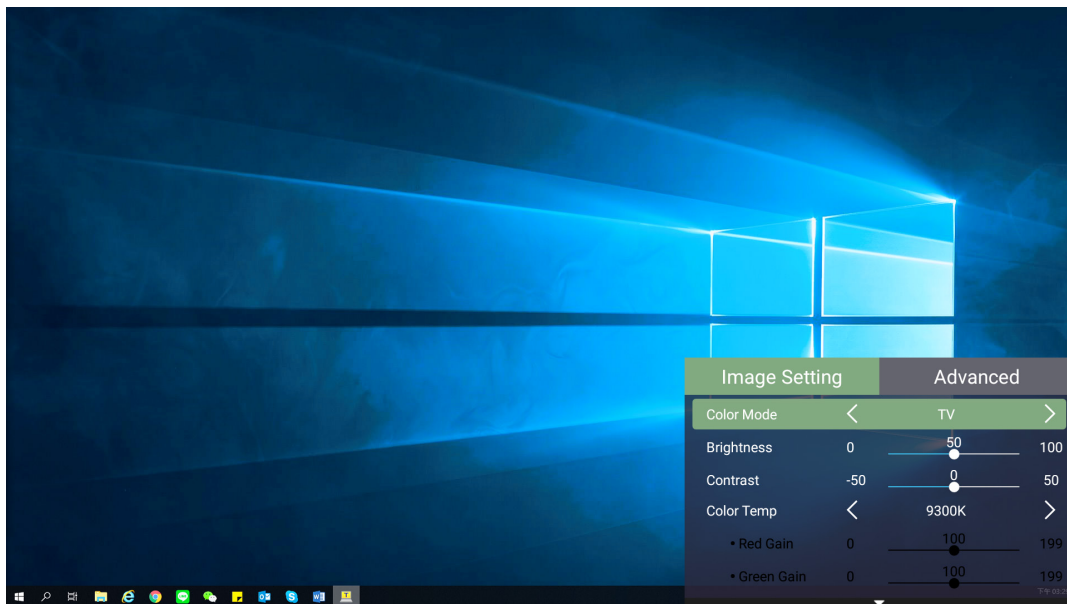 Image Setting Advanced
Color Mode TV
Brightness 0 50 100
Contrast -50 0 50
Color Temp 9300K
• Red Gain 0 100 199
• Green Gain 0 100 199